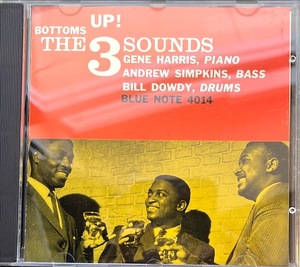 BOTTOMS UP!
THE 3 SOUNDS
GENE HARRIS, PIANO
ANDREW SIMPKINS, BASS
BILL DOWDY, DRUMS
BLUE NOTE 4014